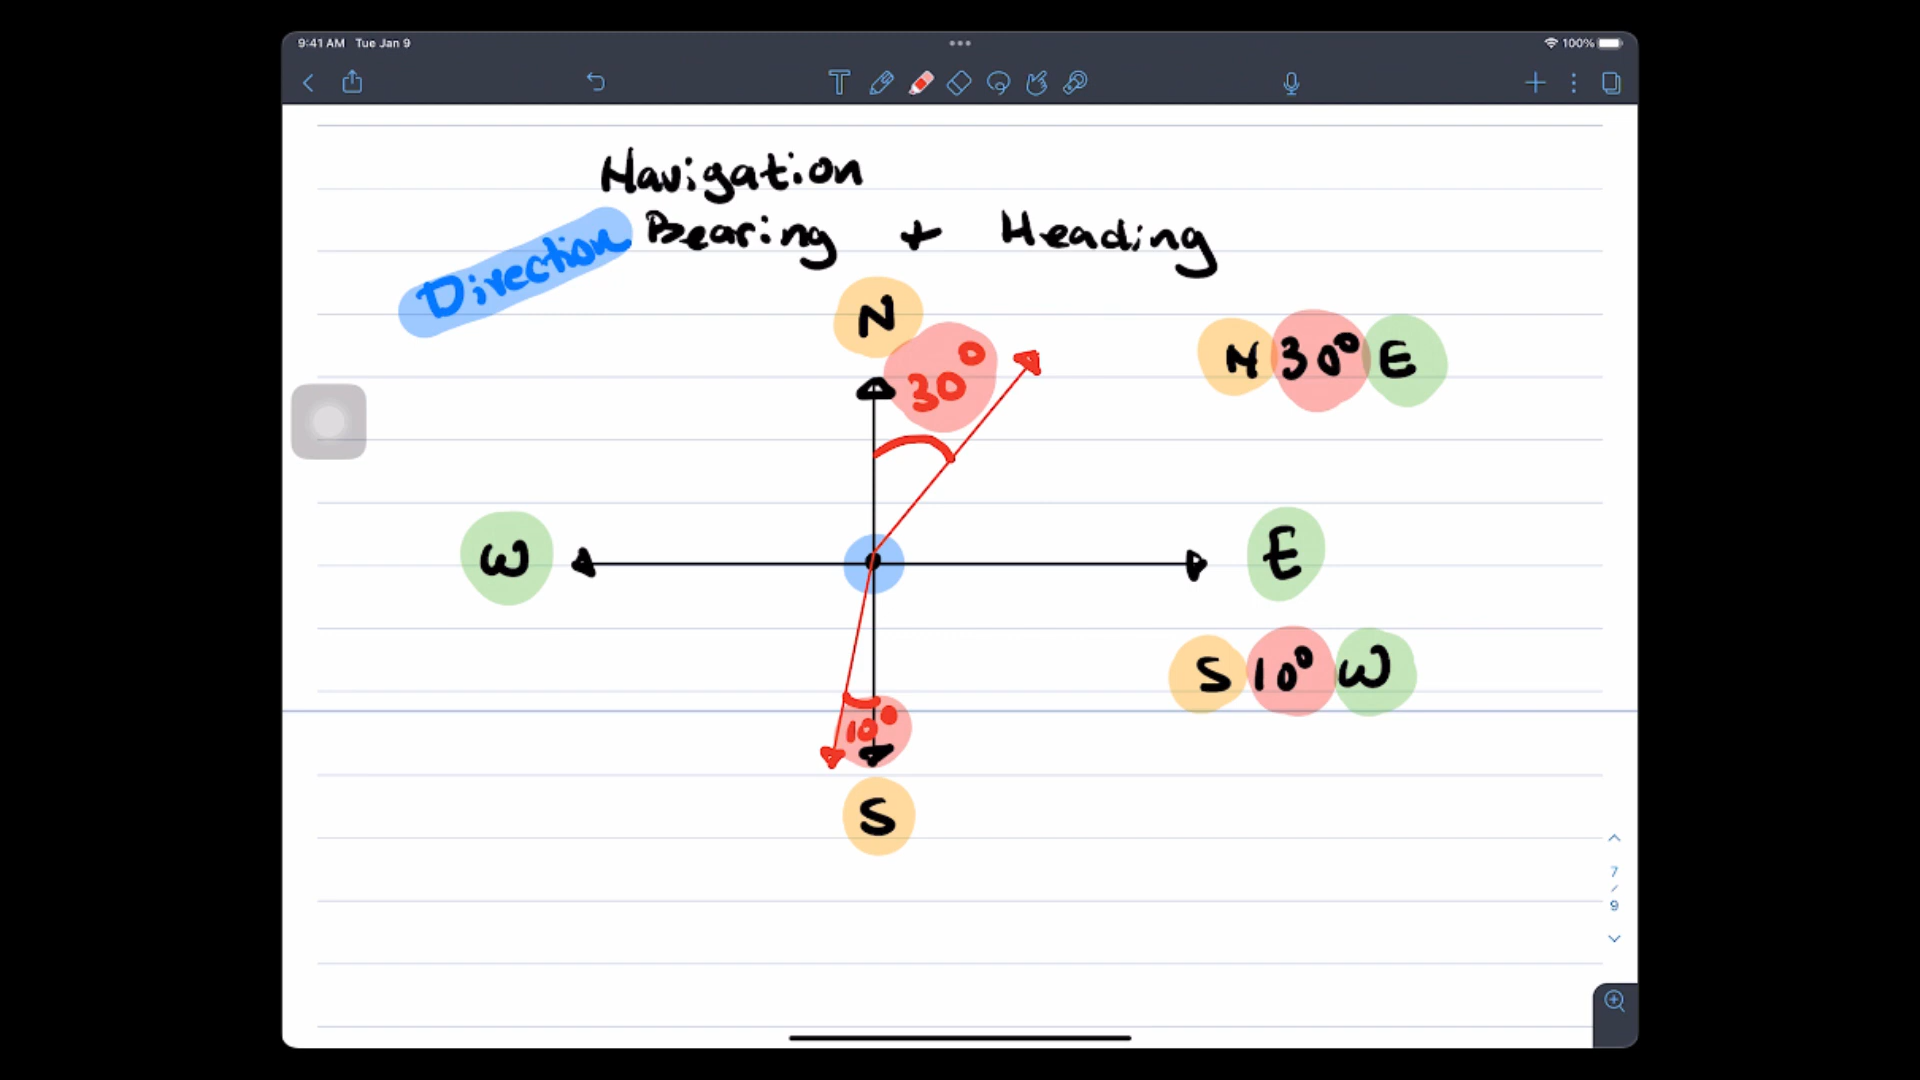 9:41 AM Tue Jan 9
100%
Navigation
Direction Bearing + Heading
N
30°
N 30° E
W
E
S 10° W
10°
S
7
/
9